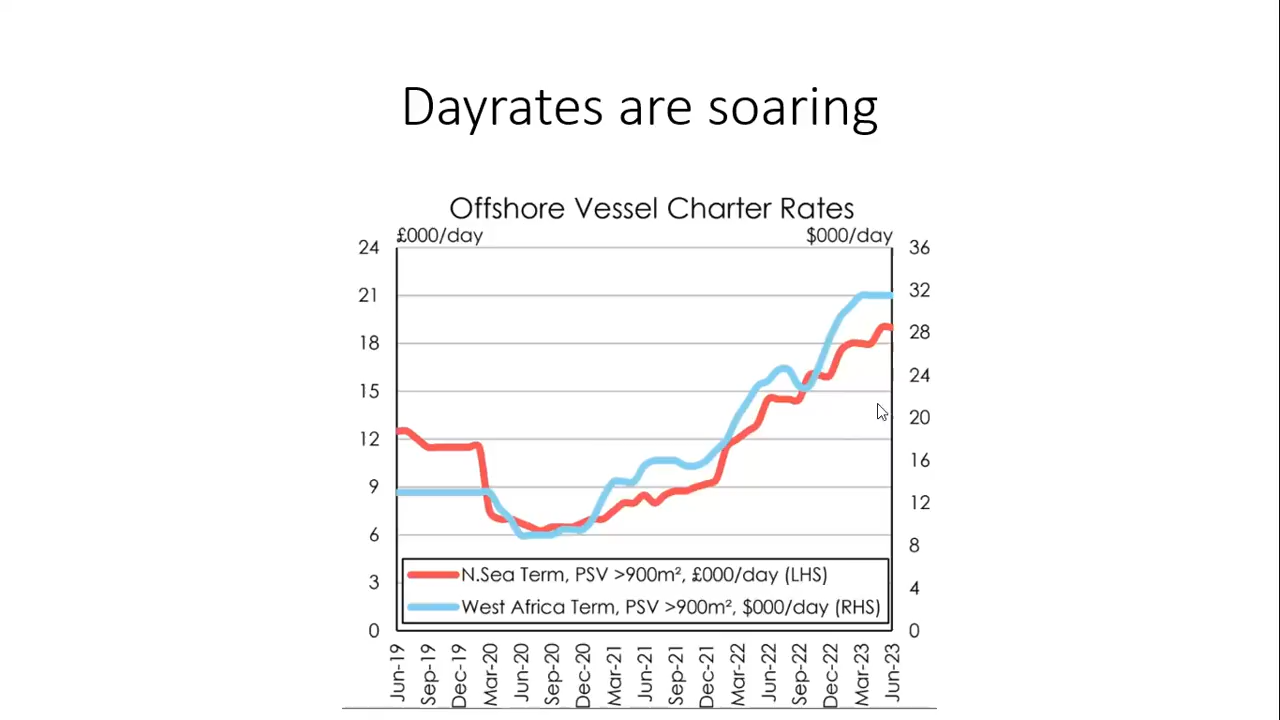 Dayrates are soaring
Offshore Vessel Charter Rates
£000/day
$000/day
24
21
18
15
12
9
6
3
0
36
32
28
24
20
16
12
8
4
0
N.Sea Term, PSV >900m², £000/day (LHS)
West Africa Term, PSV >900m², $000/day (RHS)
Jun-19
Sep-19
Dec-19
Mar-20
Jun-20
Sep-20
Dec-20
Mar-21
Jun-21
Sep-21
Dec-21
Mar-22
Jun-22
Sep-22
Dec-22
Mar-23
Jun-23